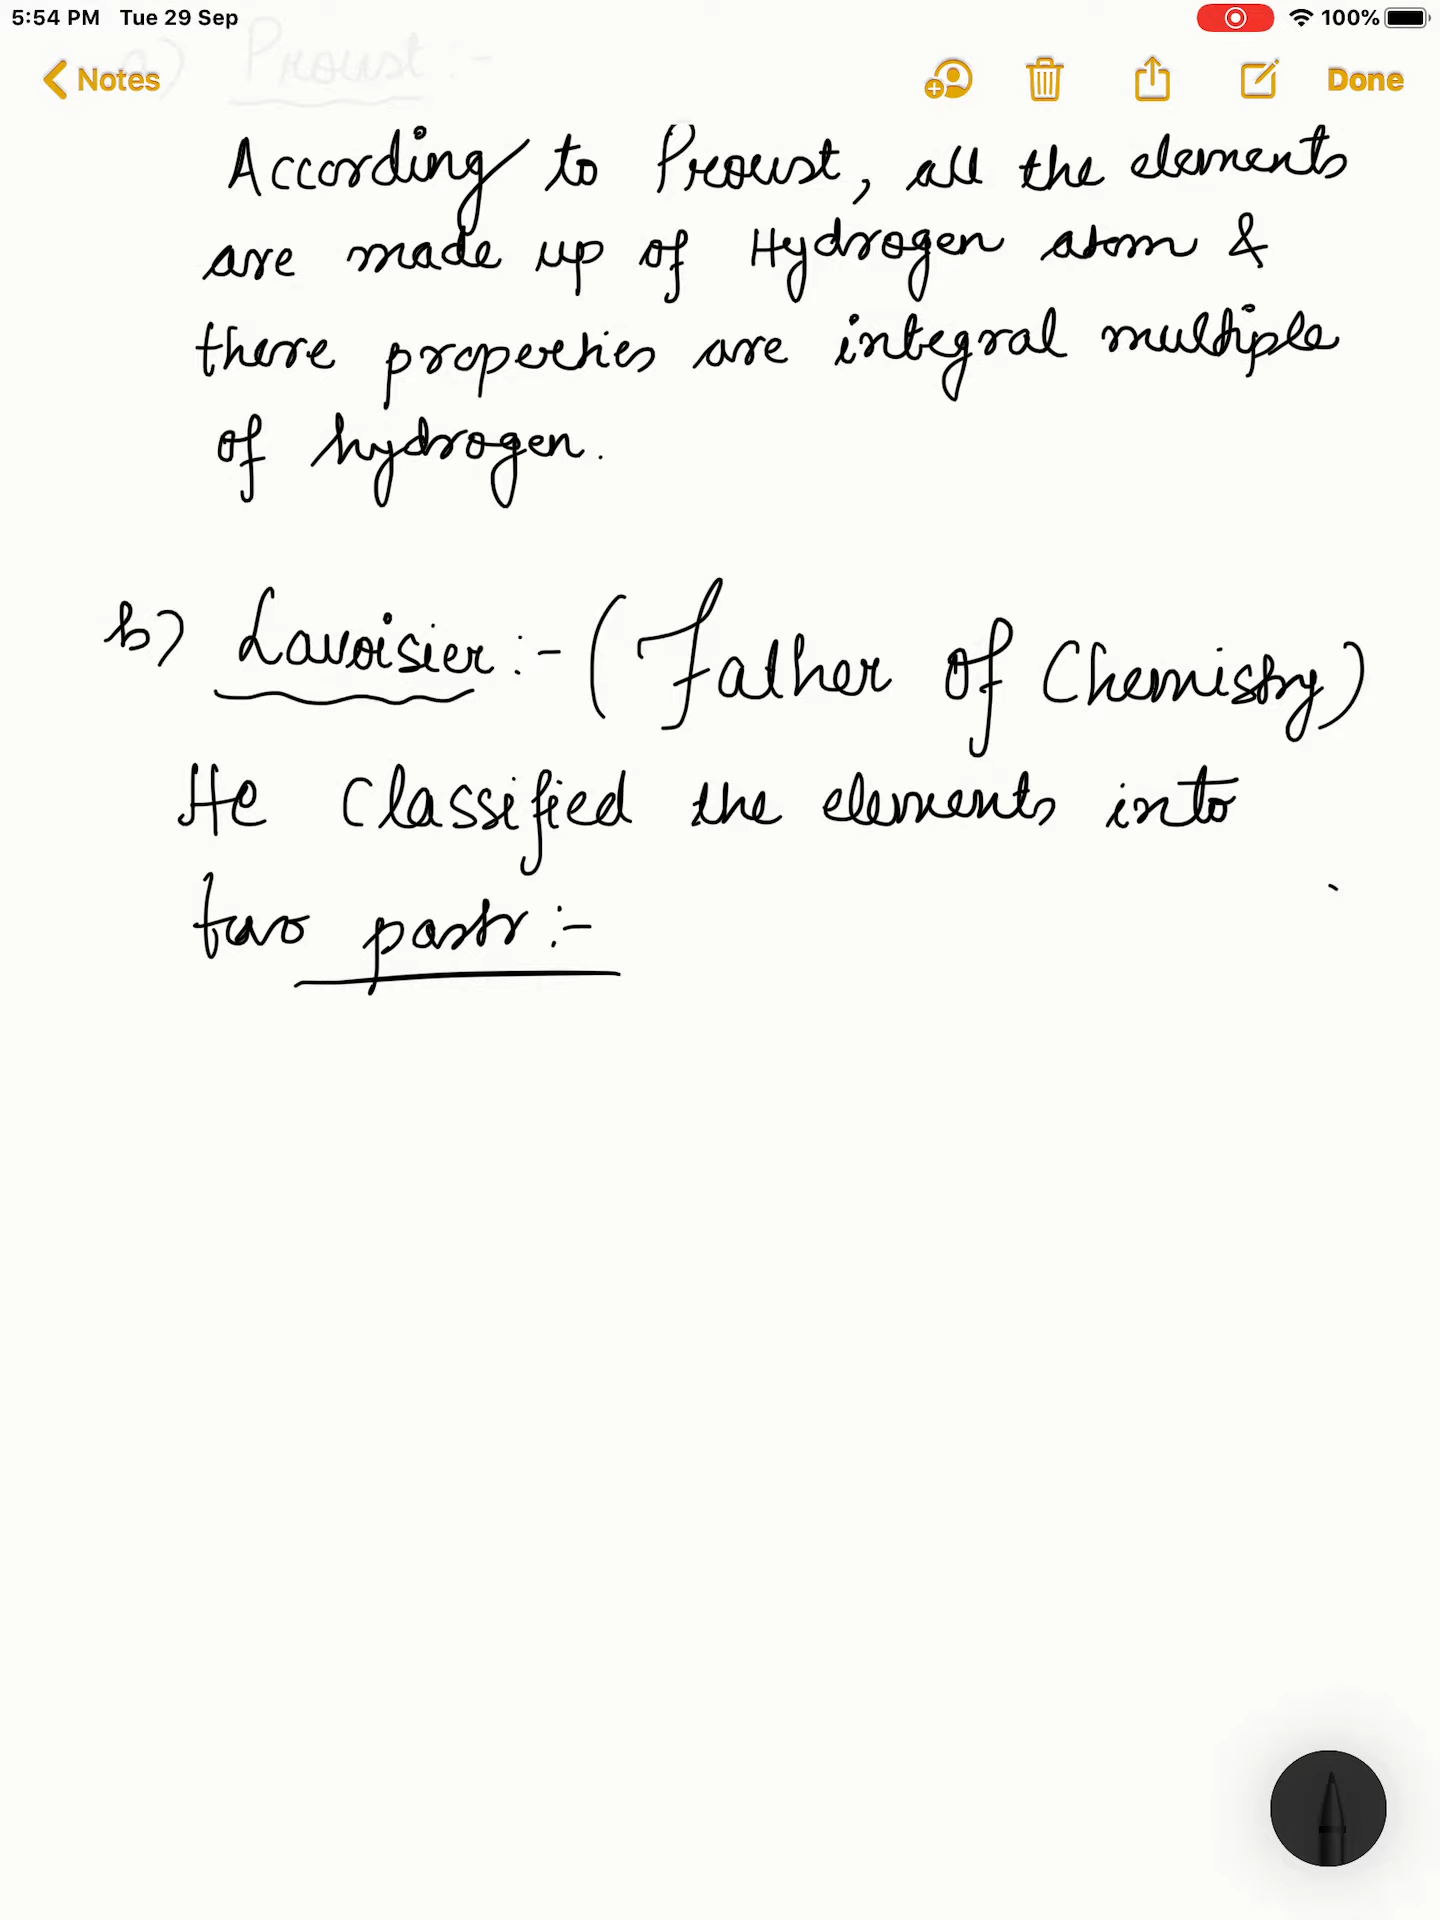 5:54 PM Tue 29 Sep 100%
a) Proust :-
Notes Done
According to Proust, all the elements
are made up of Hydrogen atom &
there properties are integral multiple
of hydrogen.
b) Lavoisier :- (Father of Chemistry)
He classified the elements into
two parts :-